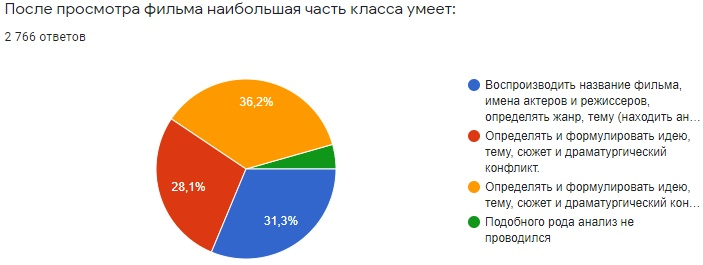 После просмотра фильма наибольшая часть класса умеет:
2 766 ответов
36,2%
28,1%
31,3%
Воспроизводить название фильма,
имена актеров и режиссеров,
определять жанр, тему (находить ан…
Определять и формулировать идею,
тему, сюжет и драматургический
конфликт.
Определять и формулировать идею,
тему, сюжет и драматургический кон…
Подобного рода анализ не
проводился